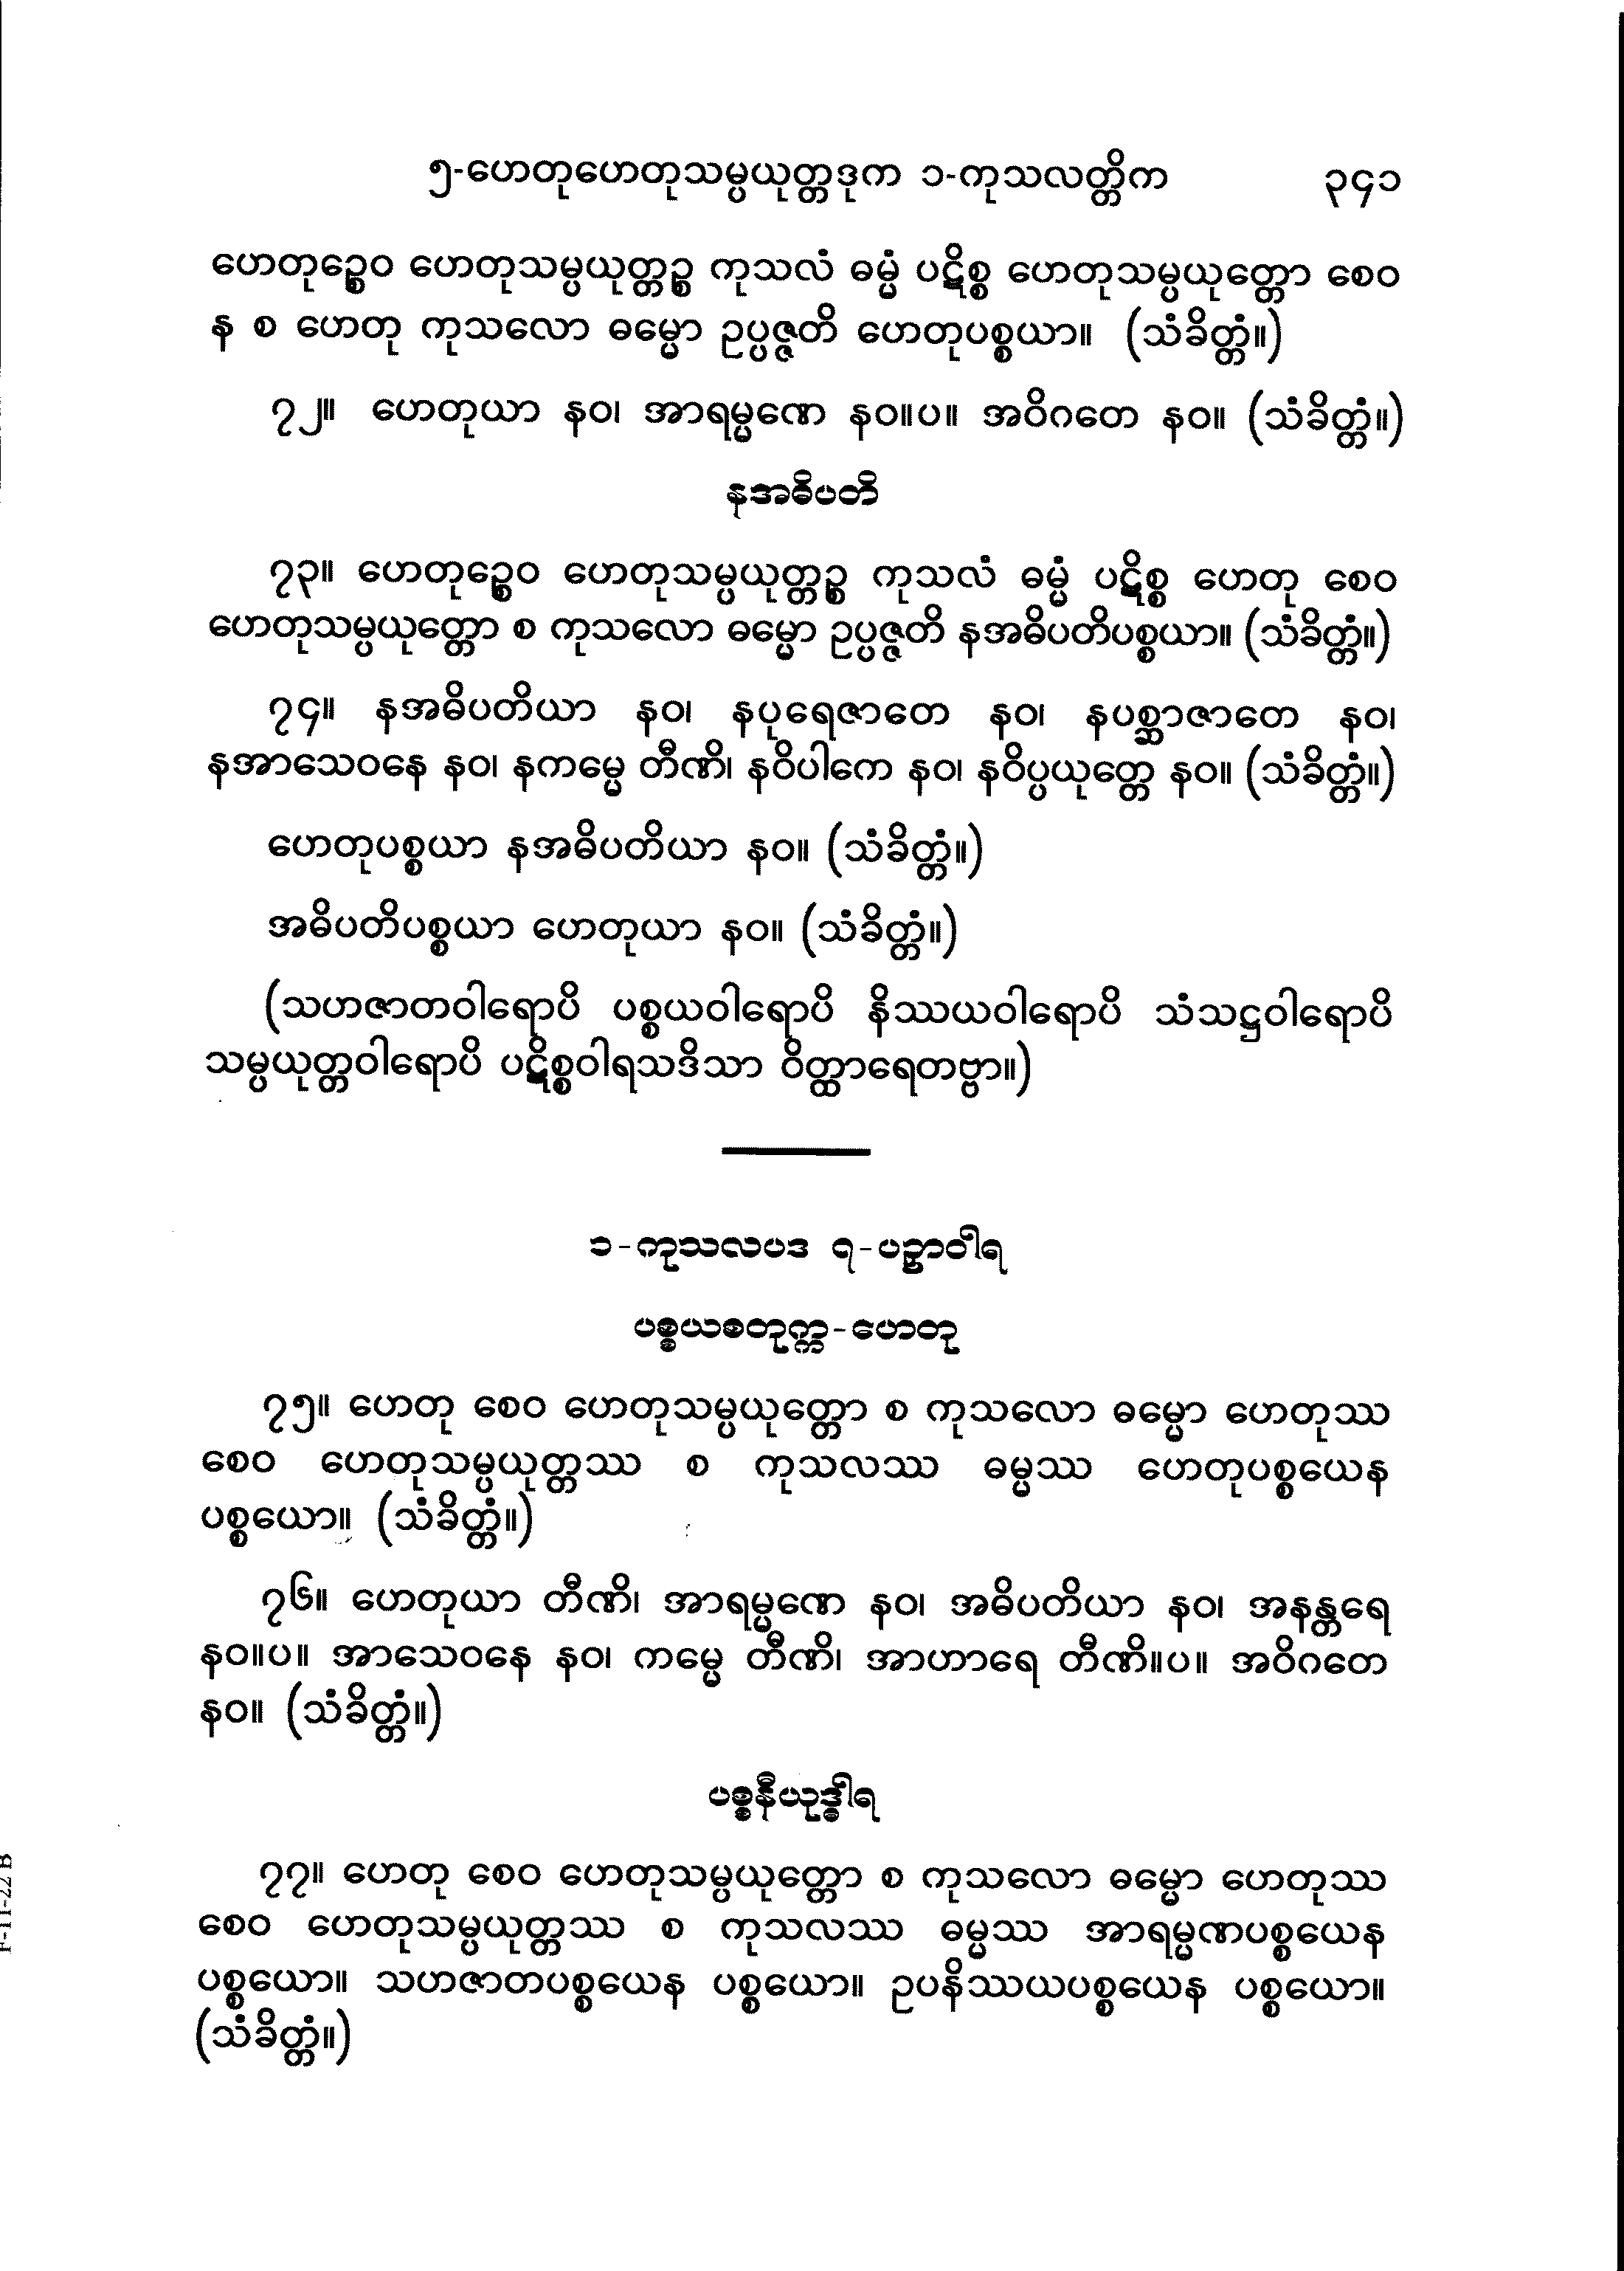 ၅-ဟေတုဟေတုသမ္ပယုတ္တဒုက ၁-ကုသလတ္တိက ၃၄၁
ဟေတုဉ္စေဝ ဟေတုသမ္ပယုတ္တဉ္စ ကုသလံ ဓမ္မံ ပဋိစ္စ ဟေတုသမ္ပယုတ္တော စေဝ
န စ ဟေတု ကုသလော ဓမ္မော ဥပ္ပဇ္ဇတိ ဟေတုပစ္စယာ။ (သံခိတ္တံ။)
၇၂။ ဟေတုယာ နဝ၊ အာရမ္မဏေ နဝ။ပ။ အဝိဂတေ နဝ။ (သံခိတ္တံ။)
နအဓိပတိ
၇၃။ ဟေတုဉ္စေဝ ဟေတုသမ္ပယုတ္တဉ္စ ကုသလံ ဓမ္မံ ပဋိစ္စ ဟေတု စေဝ
ဟေတုသမ္ပယုတ္တော စ ကုသလော ဓမ္မော ဥပ္ပဇ္ဇတိ နအဓိပတိပစ္စယာ။ (သံခိတ္တံ။)
၇၄။ နအဓိပတိယာ နဝ၊ နပုရေဇာတေ နဝ၊ နပစ္ဆာဇာတေ နဝ၊
နအာသေဝနေ နဝ၊ နကမ္မေ တီဏိ၊ နဝိပါကေ နဝ၊ နဝိပ္ပယုတ္တေ နဝ။ (သံခိတ္တံ။)
ဟေတုပစ္စယာ နအဓိပတိယာ နဝ။ (သံခိတ္တံ။)
အဓိပတိပစ္စယာ ဟေတုယာ နဝ။ (သံခိတ္တံ။)
(သဟဇာတဝါရောပိ ပစ္စယဝါရောပိ နိဿယဝါရောပိ သံသဋ္ဌဝါရောပိ
သမ္ပယုတ္တဝါရောပိ ပဋိစ္စဝါရသဒိသာ ဝိတ္ထာရေတဗ္ဗာ။)
၁-ကုသလပဒ ၇-ပဉှာဝါရ
ပစ္စယစတုက္က-ဟေတု
၇၅။ ဟေတု စေဝ ဟေတုသမ္ပယုတ္တော စ ကုသလော ဓမ္မော ဟေတုဿ
စေဝ ဟေတုသမ္ပယုတ္တဿ စ ကုသလဿ ဓမ္မဿ ဟေတုပစ္စယေန
ပစ္စယော။ (သံခိတ္တံ။)
၇၆။ ဟေတုယာ တီဏိ၊ အာရမ္မဏေ နဝ၊ အဓိပတိယာ နဝ၊ အနန္တရေ
နဝ။ပ။ အာသေဝနေ နဝ၊ ကမ္မေ တီဏိ၊ အာဟာရေ တီဏိ။ပ။ အဝိဂတေ
နဝ။ (သံခိတ္တံ။)
ပစ္စနီယုဒ္ဓါရ
၇၇။ ဟေတု စေဝ ဟေတုသမ္ပယုတ္တော စ ကုသလော ဓမ္မော ဟေတုဿ
စေဝ ဟေတုသမ္ပယုတ္တဿ စ ကုသလဿ ဓမ္မဿ အာရမ္မဏပစ္စယေန
ပစ္စယော။ သဟဇာတပစ္စယေန ပစ္စယော။ ဥပနိဿယပစ္စယေန ပစ္စယော။
(သံခိတ္တံ။)
F-11-22 B